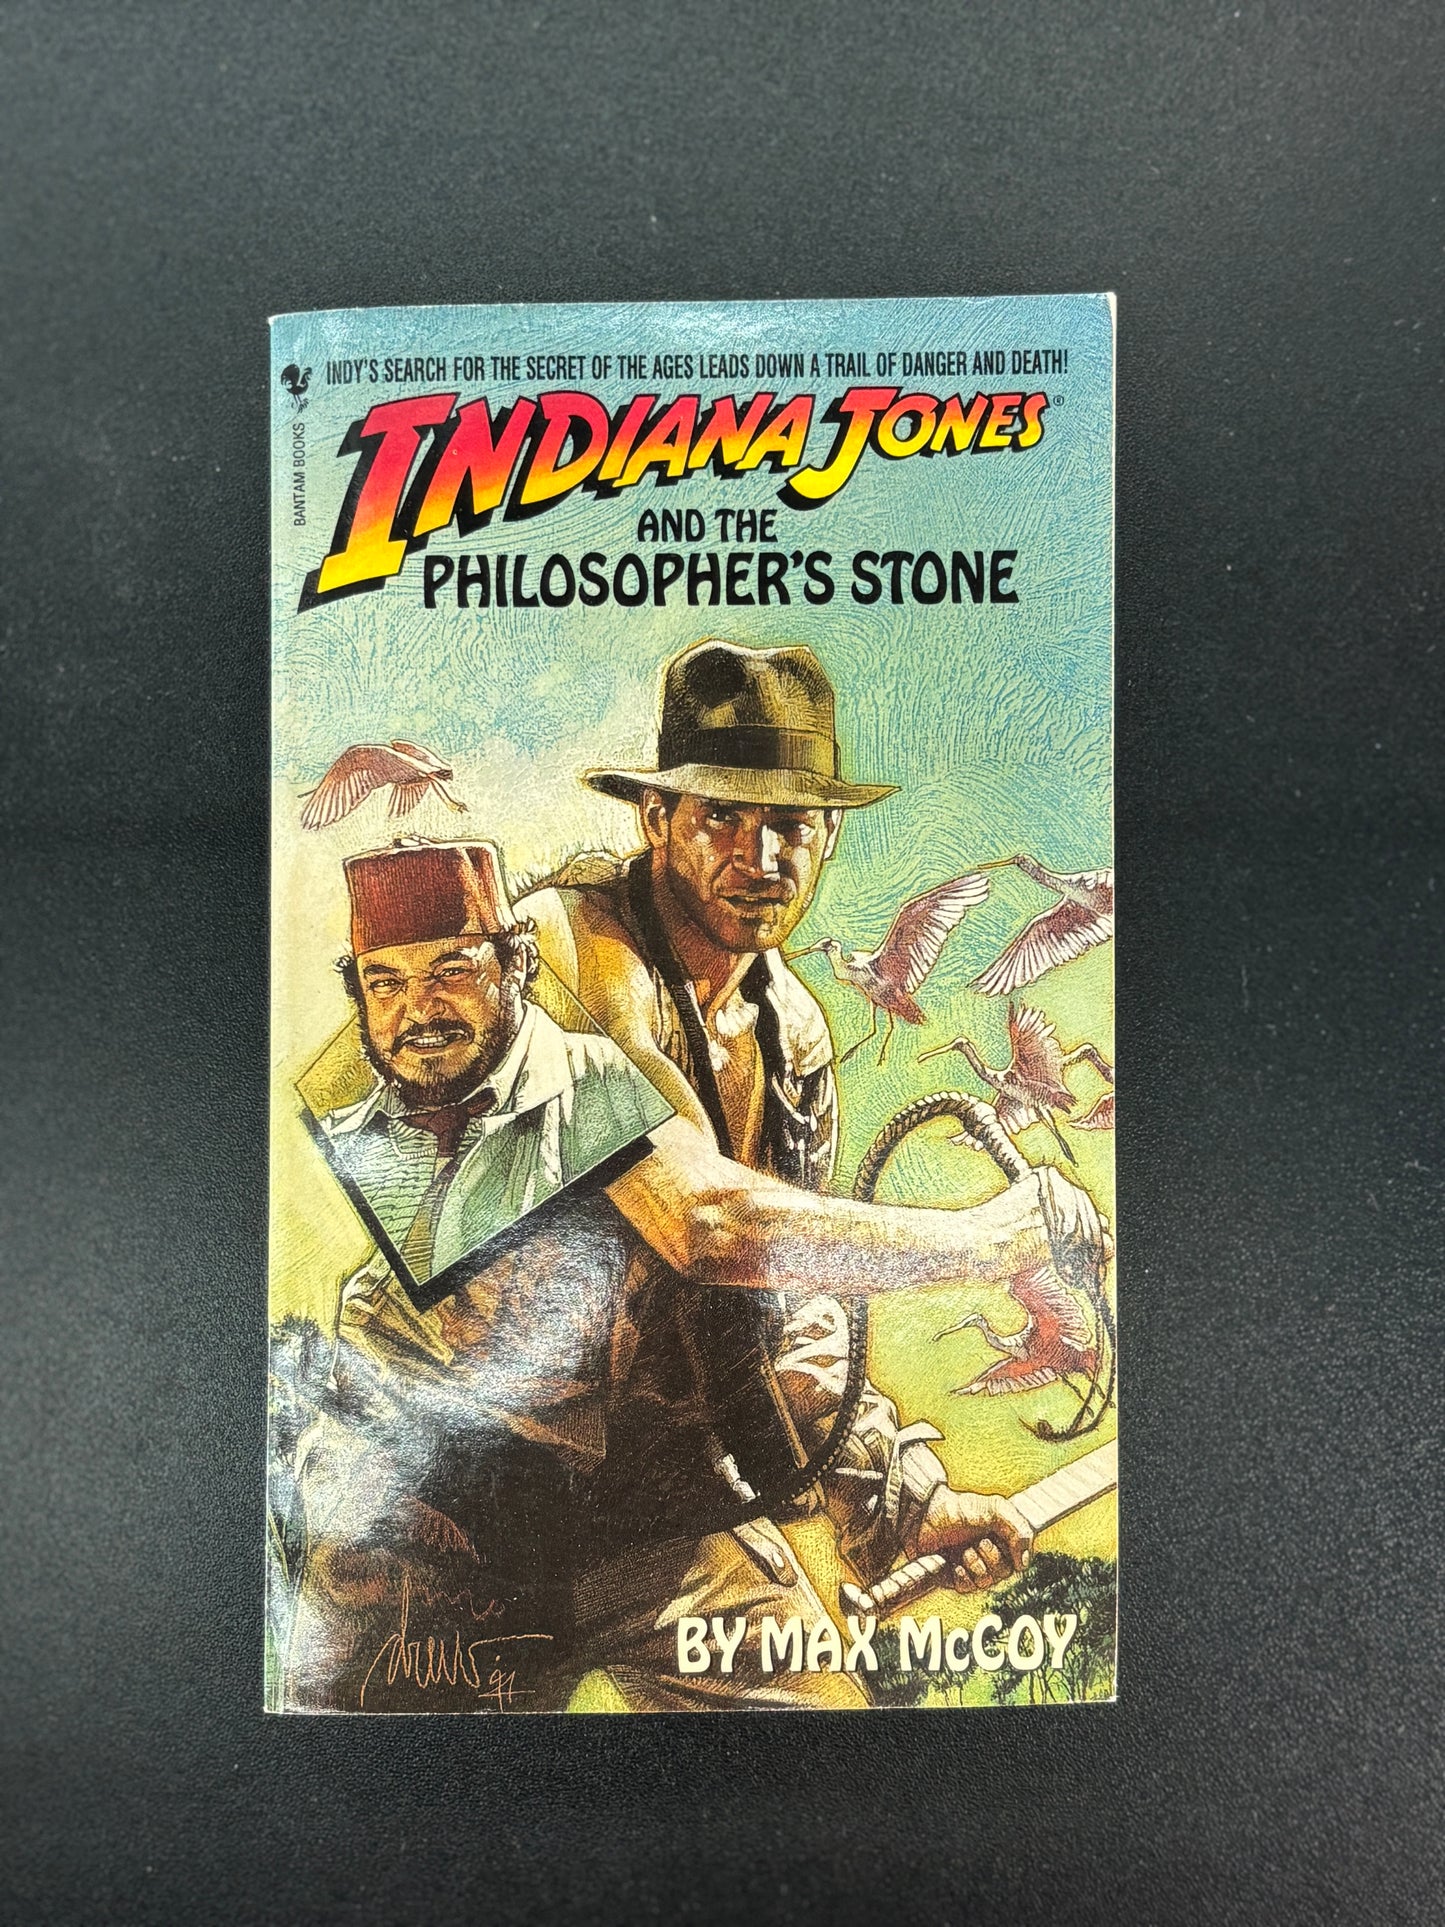 INDY'S SEARCH FOR THE SECRET OF THE AGES LEADS DOWN A TRAIL OF DANGER AND DEATH!
BANTAM BOOKS
INDIANA JONES®
AND THE
PHILOSOPHER'S STONE
BY MAX McCOY
drew